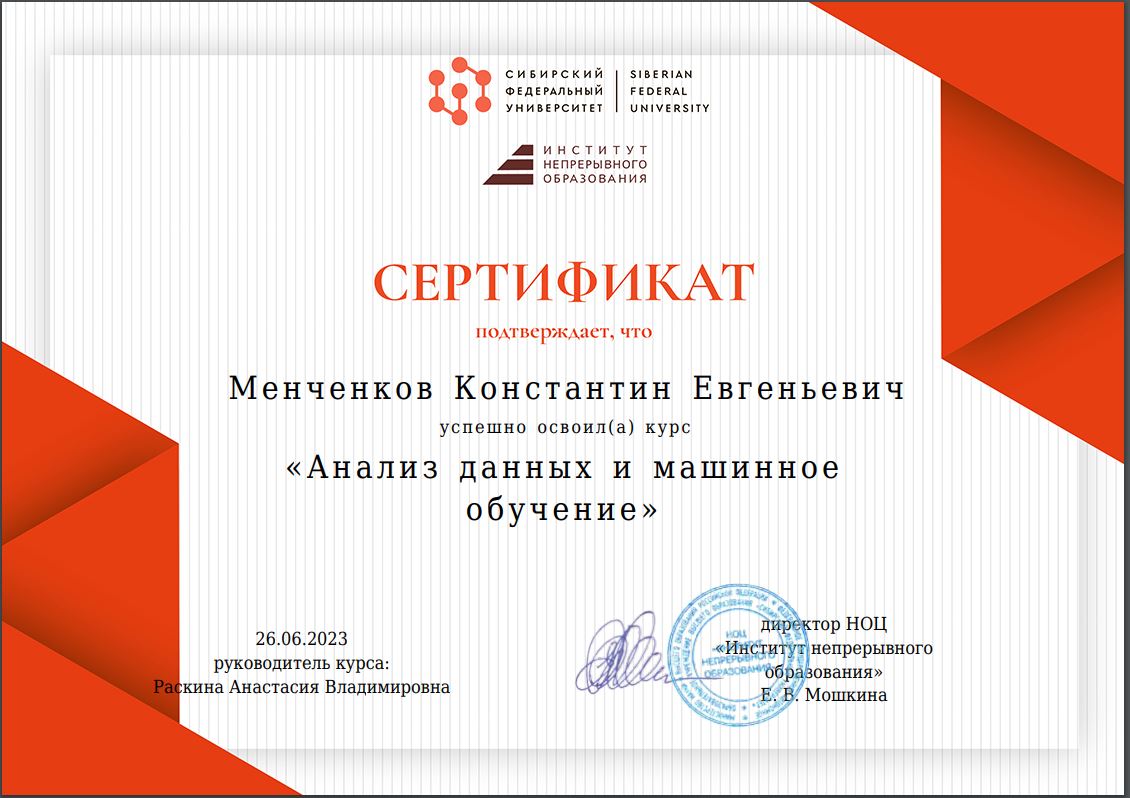 СИБИРСКИЙ
ФЕДЕРАЛЬНЫЙ
УНИВЕРСИТЕТ
SIBERIAN
FEDERAL
UNIVERSITY
ИНСТИТУТ
НЕПРЕРЫВНОГО
ОБРАЗОВАНИЯ
СЕРТИФИКАТ
подтверждает, что
Менченков Константин Евгеньевич
успешно освоил(а) курс
«Анализ данных и машинное
обучение»
26.06.2023
руководитель курса:
Раскина Анастасия Владимировна
директор НОЦ
«Институт непрерывного
образования»
Е. В. Мошкина
НОЦ
НЕПРЕРЫВНОГО
ОБРАЗОВАНИЯ